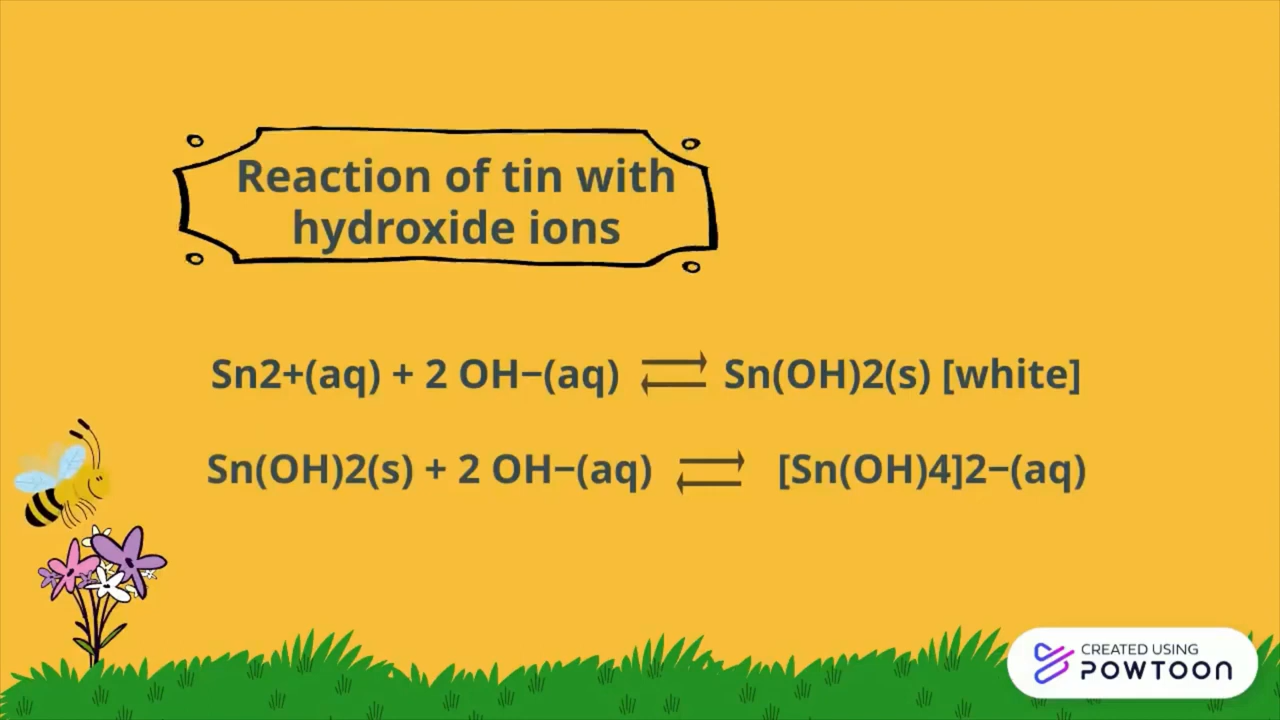 Reaction of tin with
hydroxide ions
Sn2+(aq) + 2 OH−(aq) ⇌ Sn(OH)2(s) [white]
Sn(OH)2(s) + 2 OH−(aq) ⇌ [Sn(OH)4]2−(aq)
CREATED USING
POWTOON